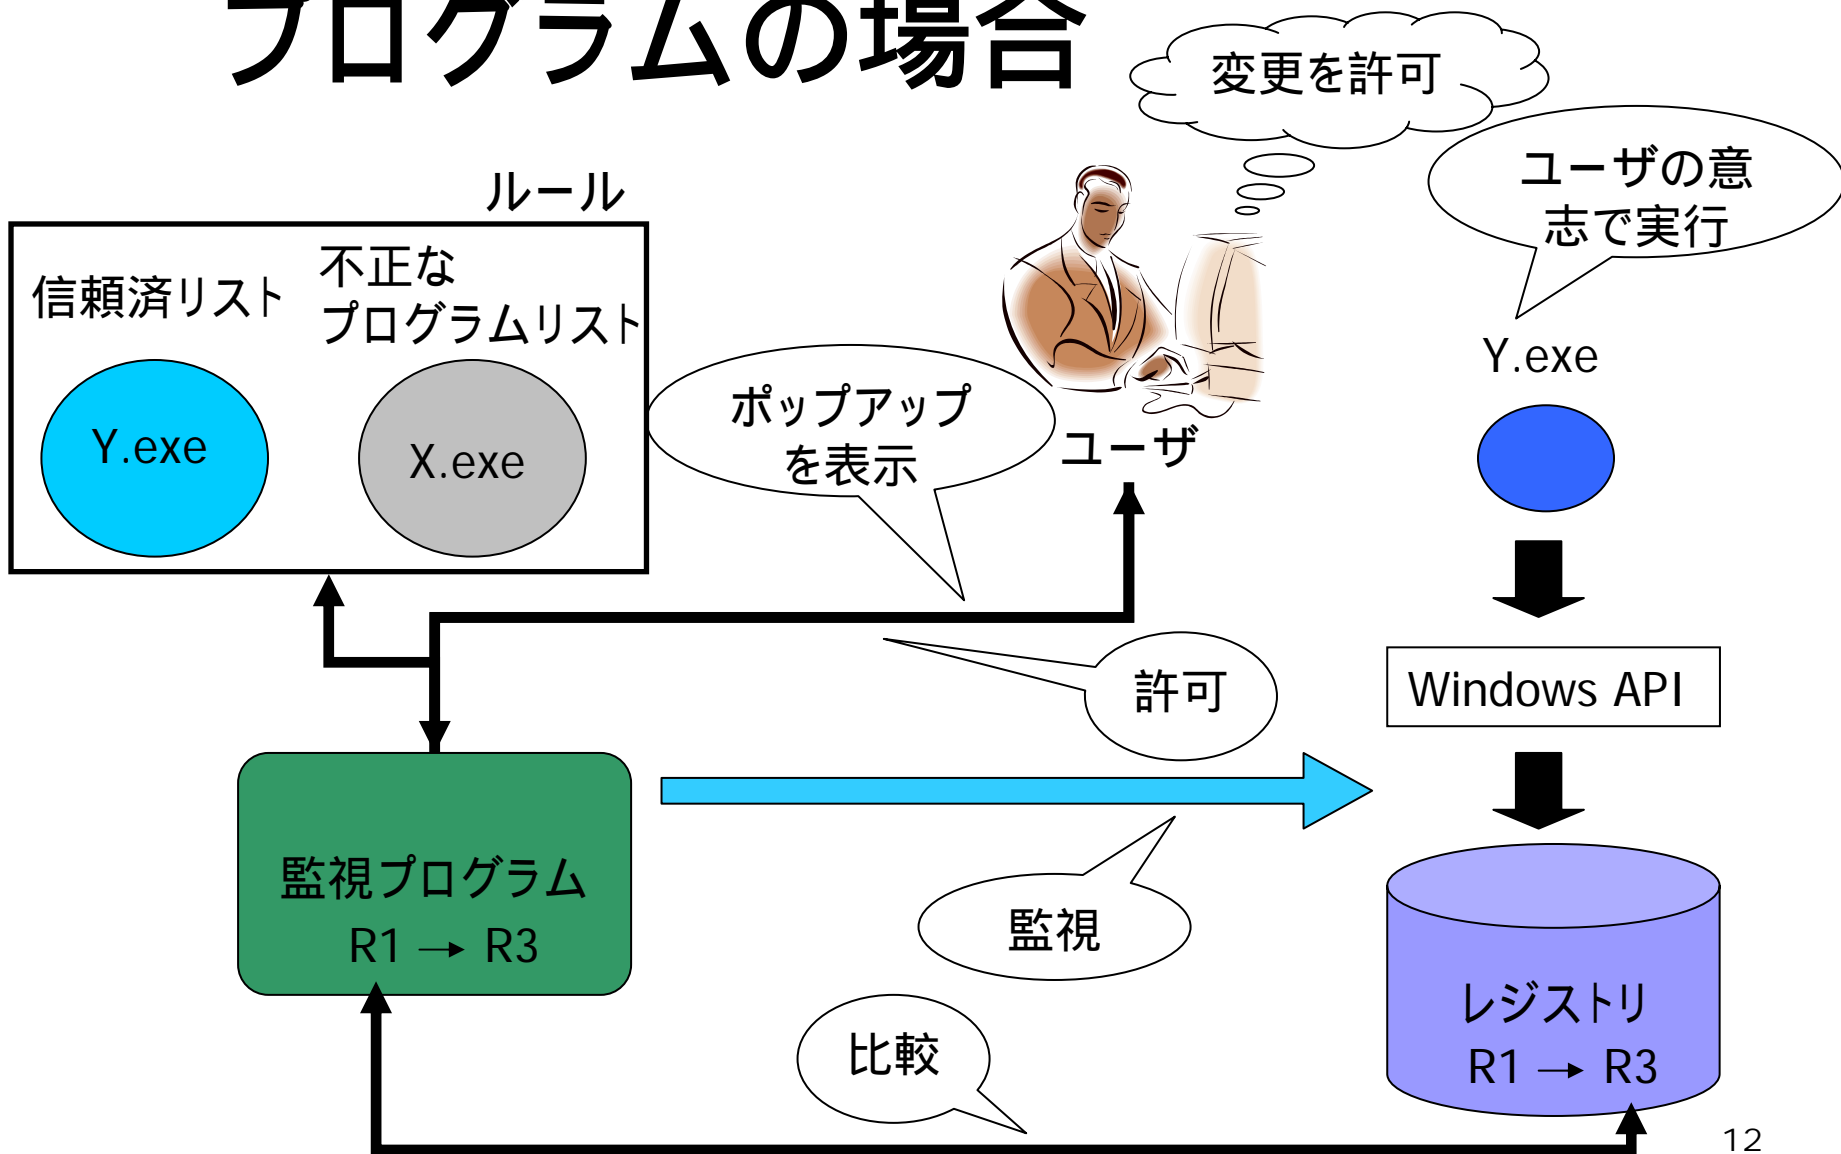 プログラムの場合
変更を許可
ユーザの意
志で実行
ルール
信頼済リスト
不正な
プログラムリスト
Y.exe
X.exe
ポップアップ
を表示
ユーザ
Y.exe
許可
Windows API
監視プログラム
R1 → R3
監視
比較
レジストリ
R1 → R3
12